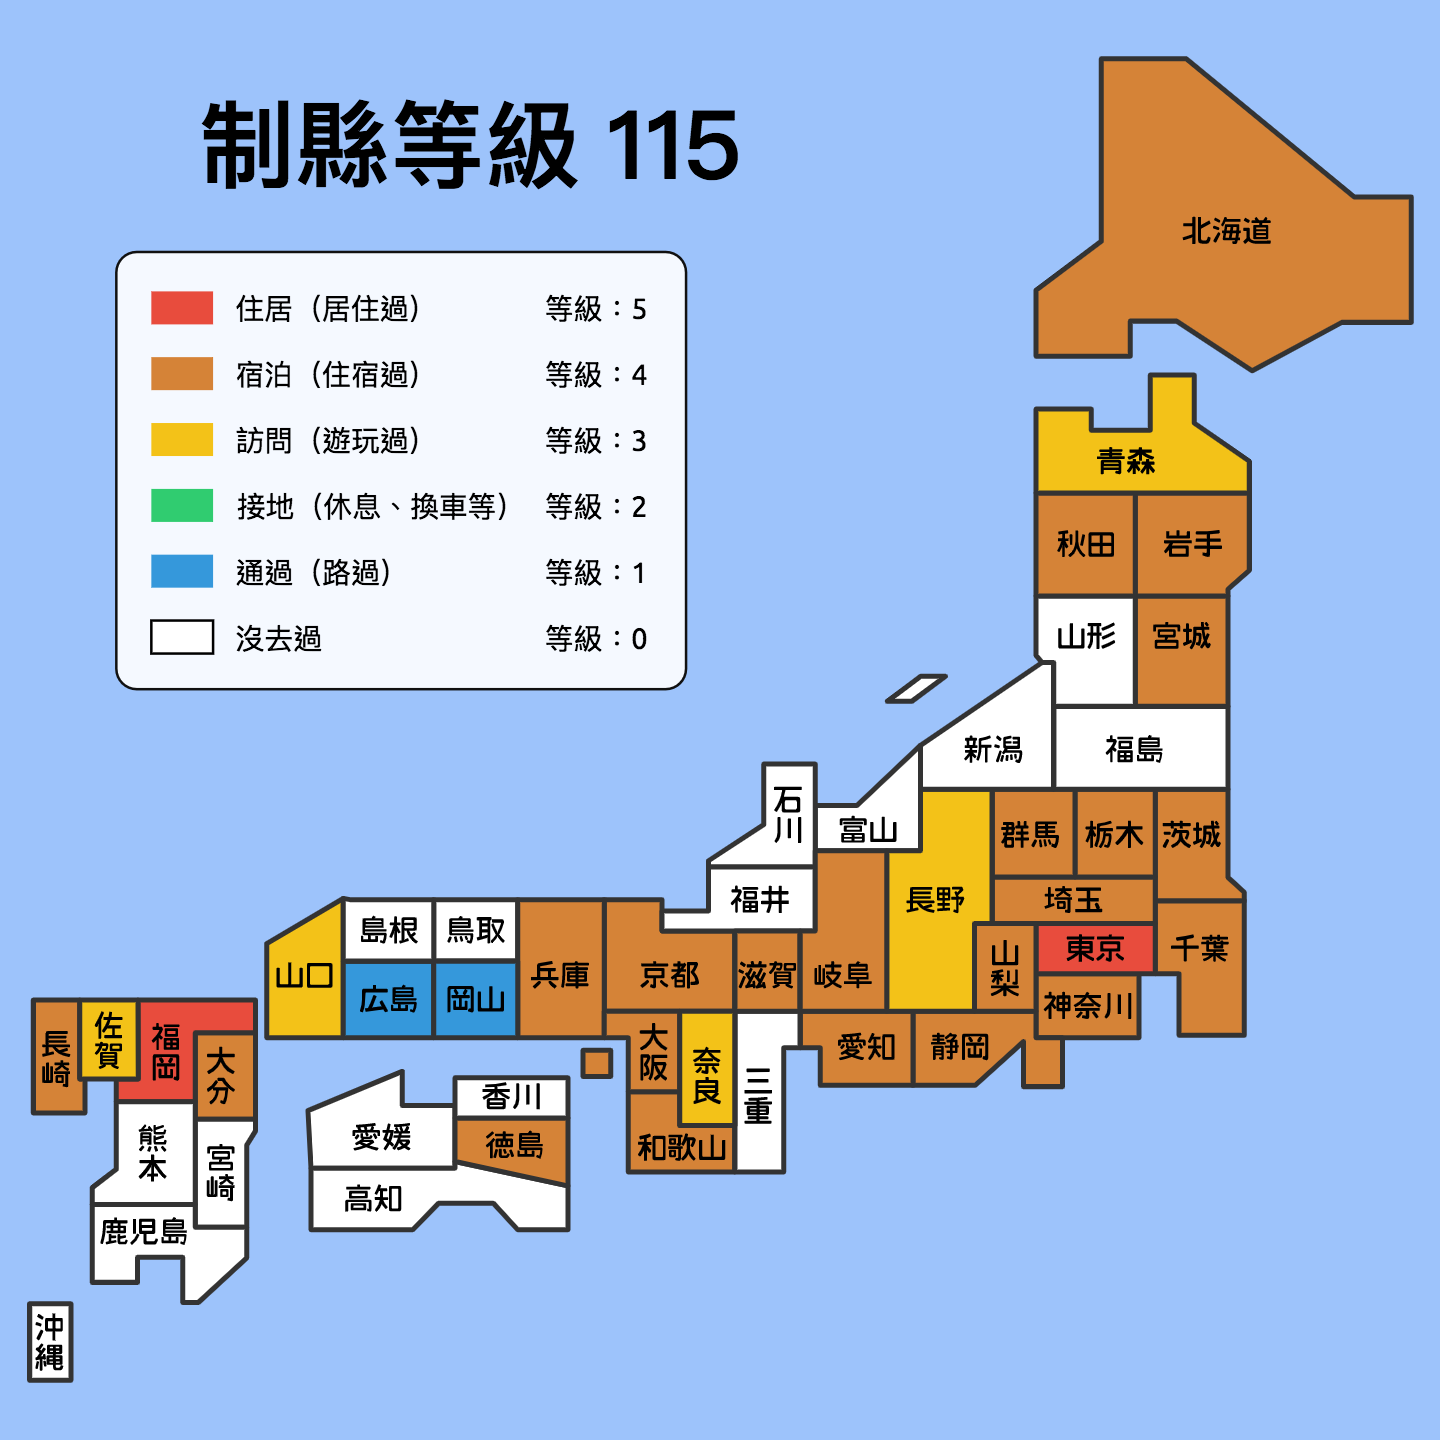 制縣等級 115
住居（居住過） 等級：5
宿泊（住宿過） 等級：4
訪問（遊玩過） 等級：3
接地（休息、換車等） 等級：2
通過（路過） 等級：1
沒去過 等級：0
北海道
青森
秋田
岩手
山形
宮城
新潟
福島
石川
富山
群馬
栃木
茨城
福井
長野
埼玉
島根
鳥取
山梨
東京
千葉
山口
広島
岡山
兵庫
京都
滋賀
岐阜
神奈川
長崎
佐賀
福岡
大分
大阪
奈良
三重
愛知
静岡
香川
愛媛
徳島
和歌山
熊本
宮崎
高知
鹿児島
沖縄